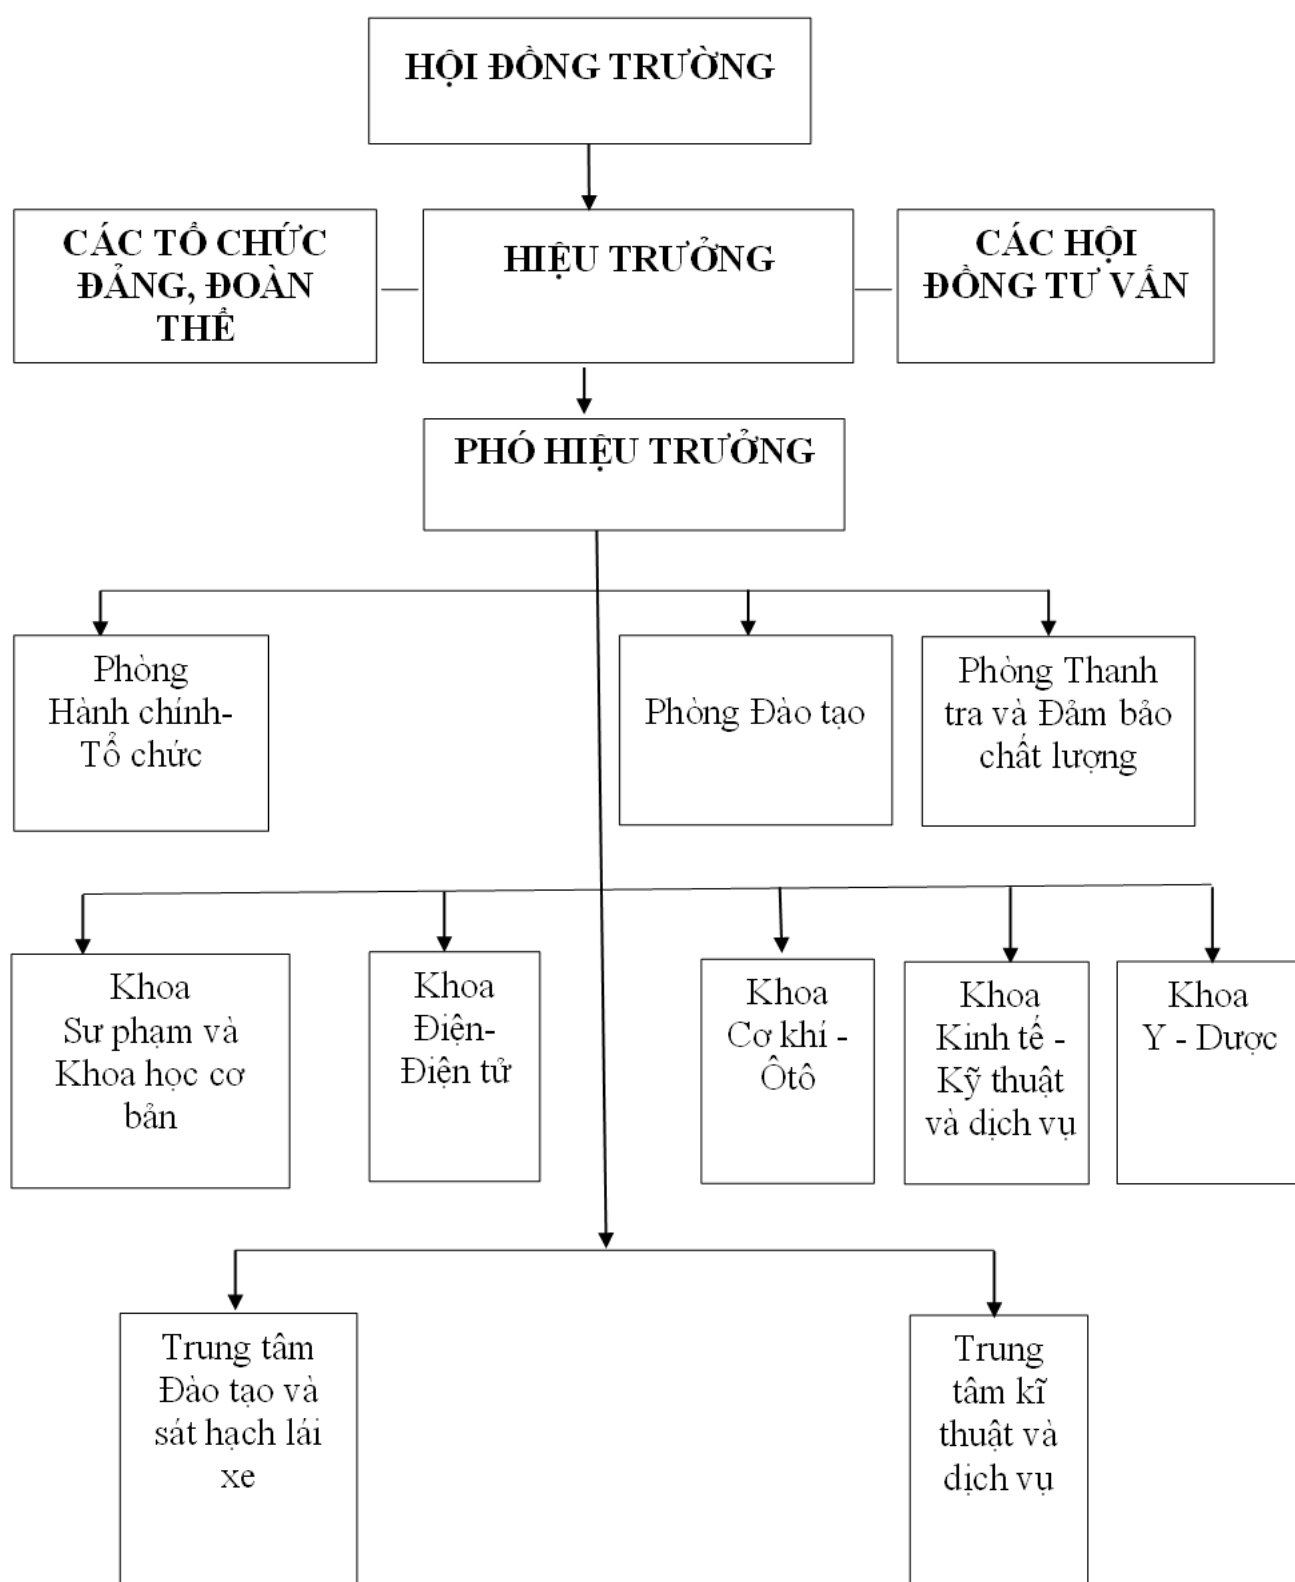 HỘI ĐỒNG TRƯỜNG
CÁC TỔ CHỨC
ĐẢNG, ĐOÀN
THỂ
HIỆU TRƯỞNG
CÁC HỘI
ĐỒNG TƯ VẤN
PHÓ HIỆU TRƯỞNG
Phòng
Hành chính-
Tổ chức
Phòng Đào tạo
Phòng Thanh
tra và Đảm bảo
chất lượng
Khoa
Sư phạm và
Khoa học cơ
bản
Khoa
Điện-
Điện tử
Khoa
Cơ khí -
Ôtô
Khoa
Kinh tế -
Kỹ thuật
và dịch vụ
Khoa
Y - Dược
Trung tâm
Đào tạo và
sát hạch lái
xe
Trung
tâm kĩ
thuật và
dịch vụ